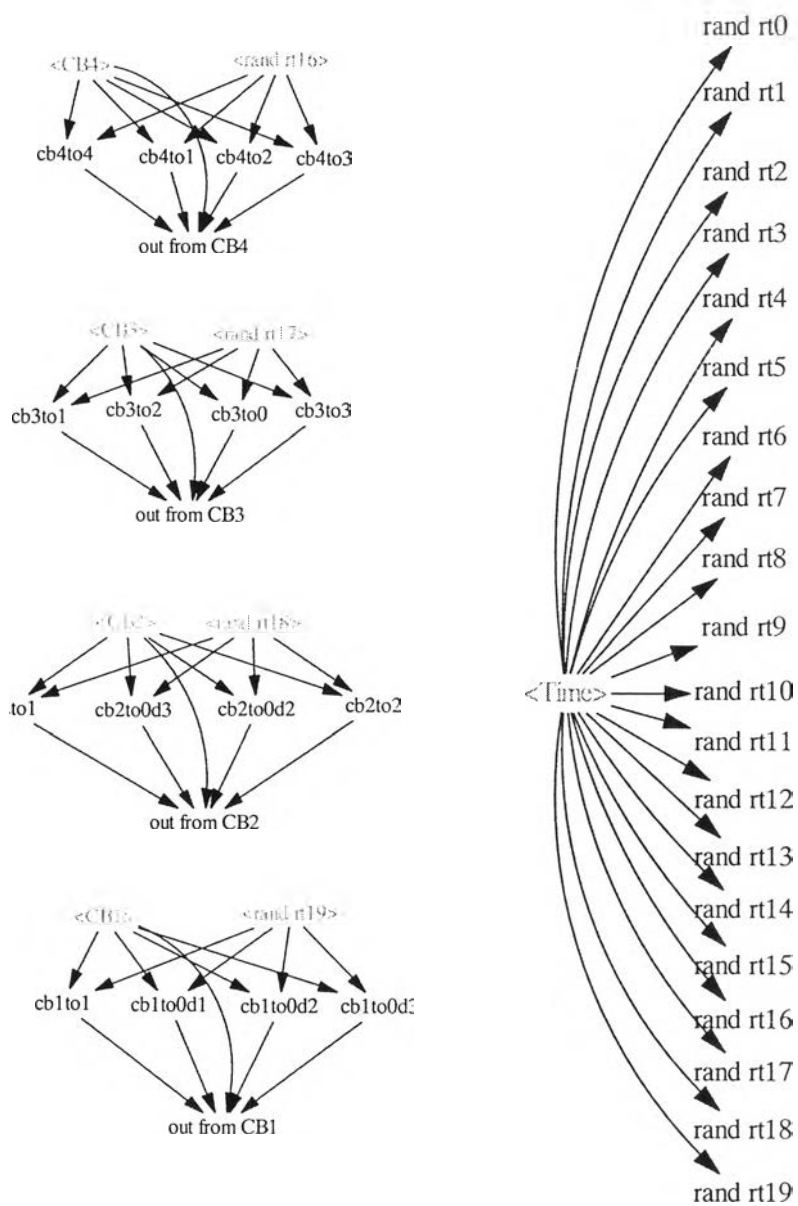 <CB4> <rand rt16>
cb4to4 cb4to1 cb4to2 cb4to3
out from CB4
<CB3> <rand rt17>
cb3to1 cb3to2 cb3to0 cb3to3
out from CB3
<CB2> <rand rt18>
to1 cb2to0d3 cb2to0d2 cb2to2
out from CB2
<CB1> <rand rt19>
cb1to1 cb1to0d1 cb1to0d2 cb1to0d3
out from CB1
<Time>
rand rt0
rand rt1
rand rt2
rand rt3
rand rt4
rand rt5
rand rt6
rand rt7
rand rt8
rand rt9
rand rt10
rand rt11
rand rt12
rand rt13
rand rt14
rand rt15
rand rt16
rand rt17
rand rt18
rand rt19